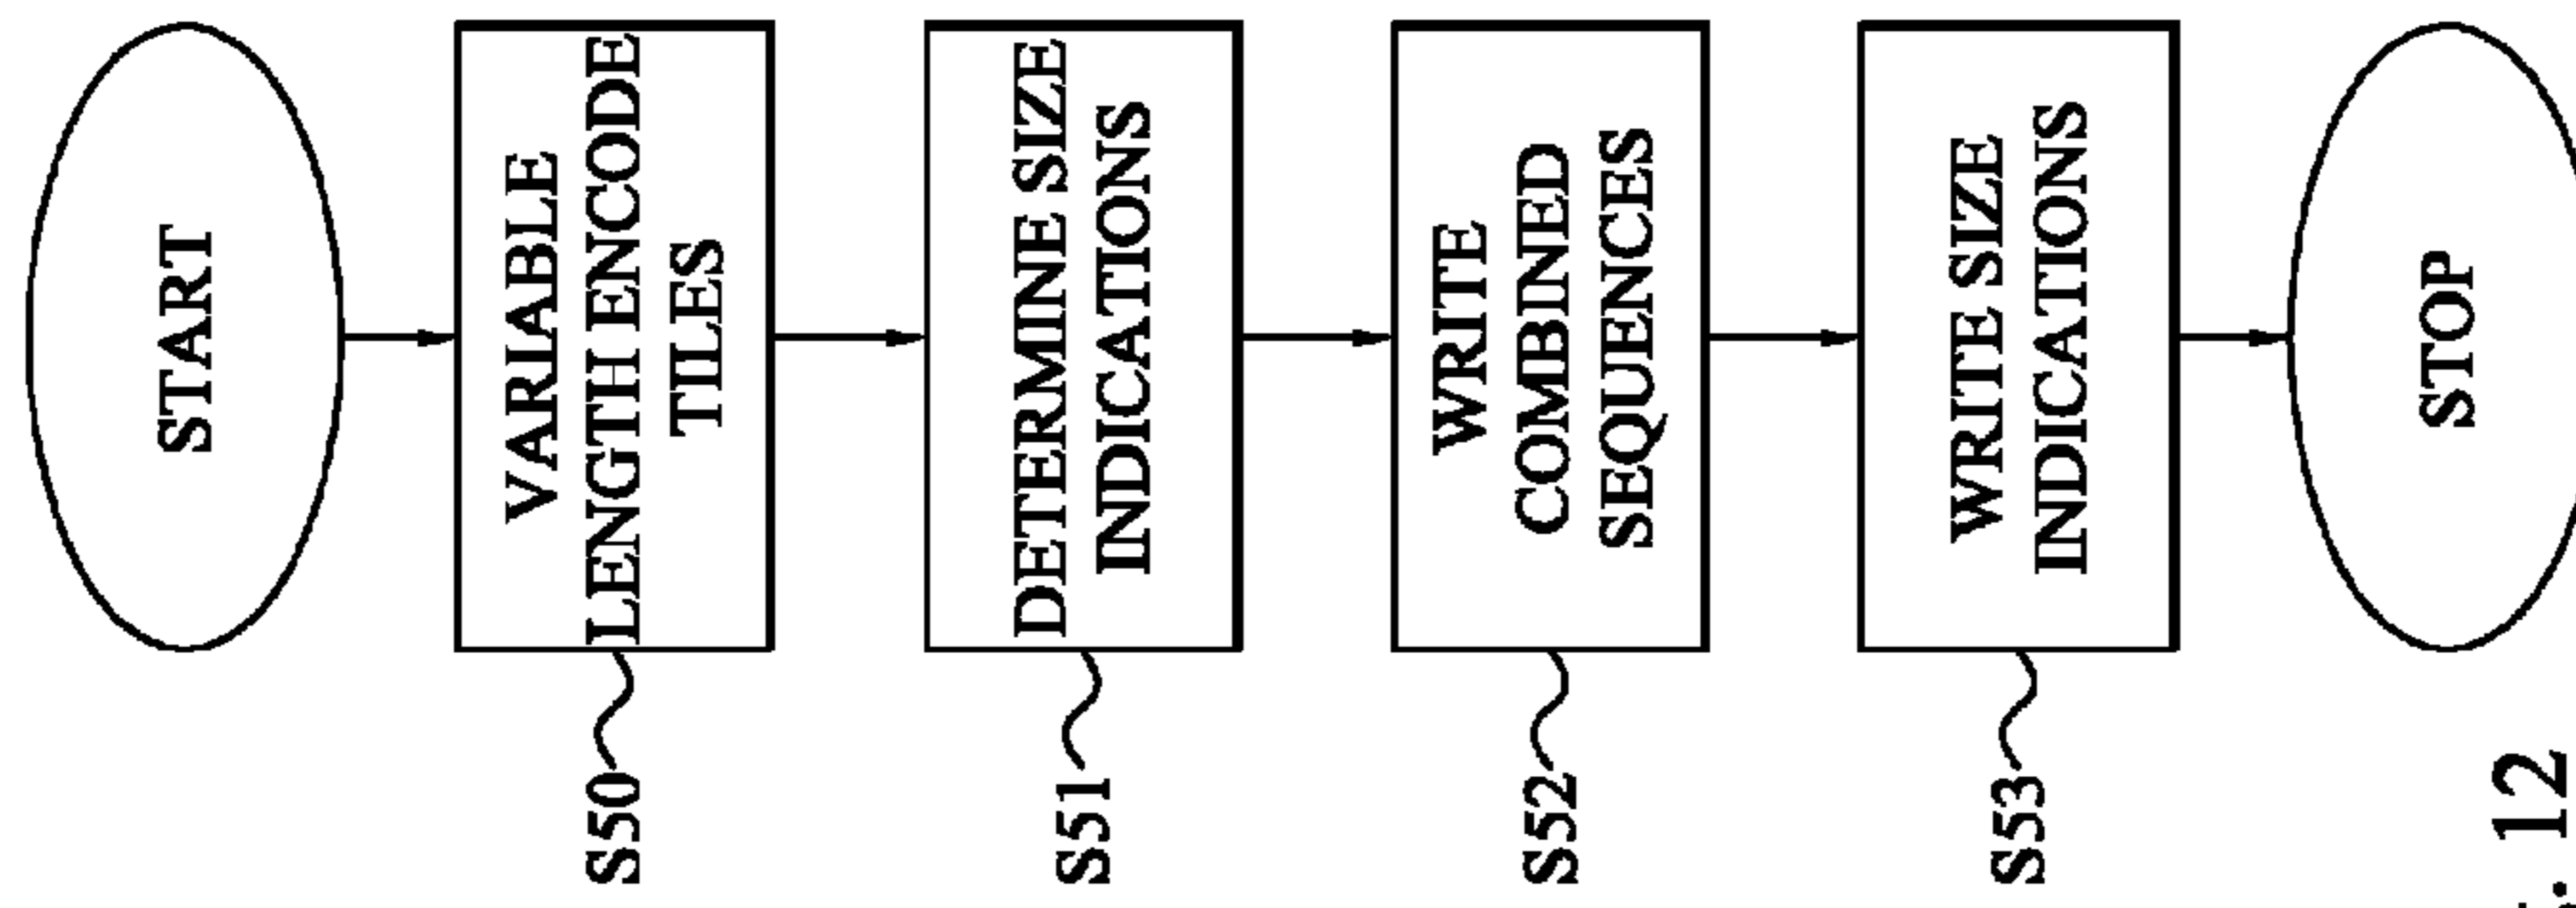 START
S50
VARIABLE
LENGTH ENCODE
TILES
S51
DETERMINE SIZE
INDICATIONS
S52
WRITE
COMBINED
SEQUENCES
S53
WRITE SIZE
INDICATIONS
STOP
12